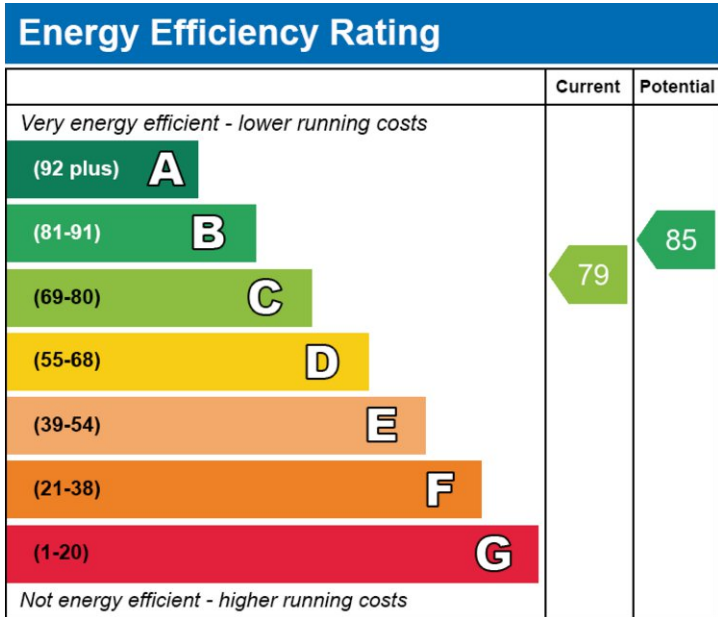 Energy Efficiency Rating
Current Potential
Very energy efficient - lower running costs
(92 plus) A
(81-91) B
85
(69-80) C
79
(55-68) D
(39-54) E
(21-38) F
(1-20) G
Not energy efficient - higher running costs